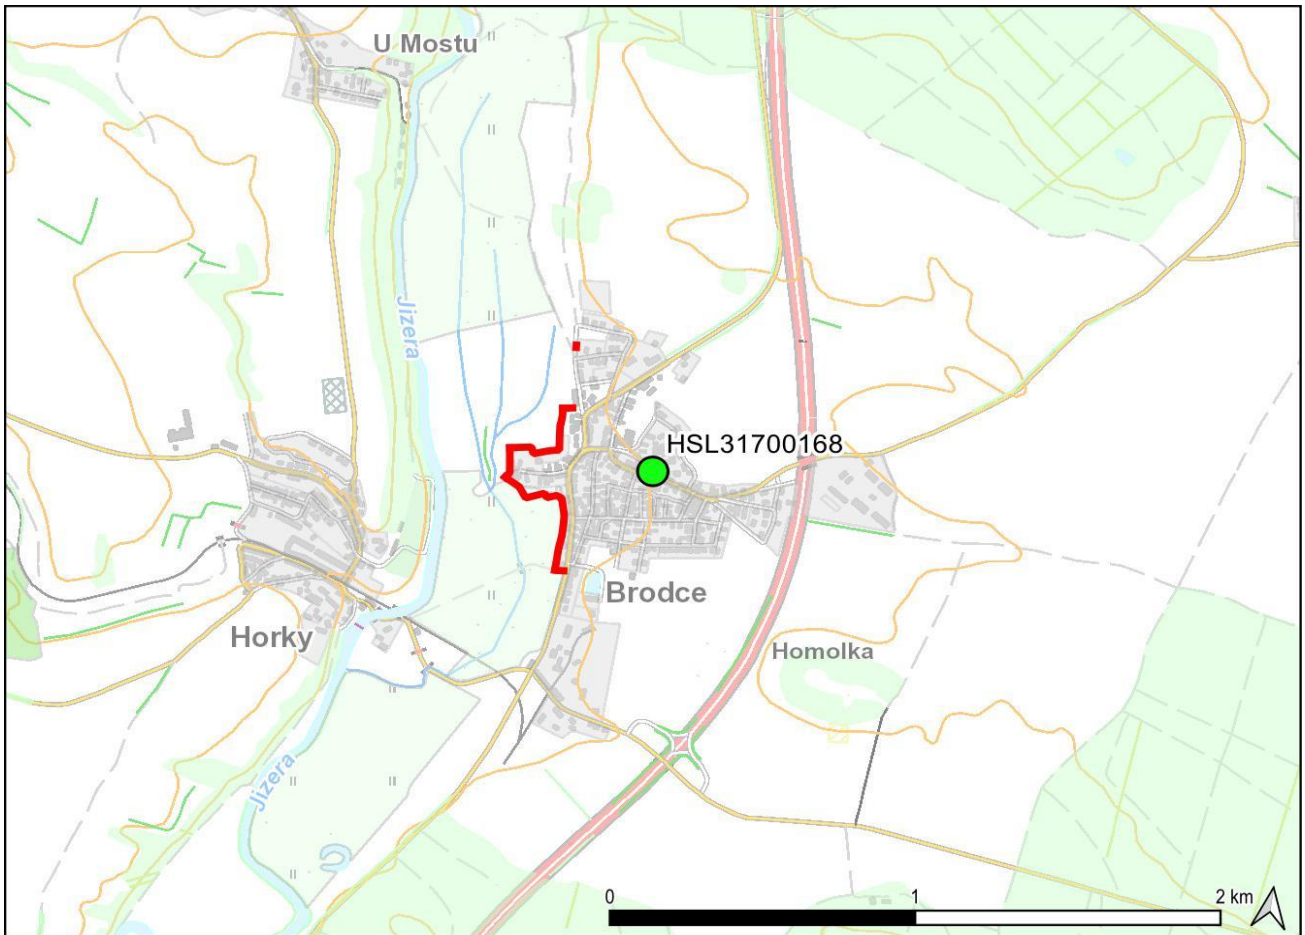 U Mostu
Jizera
HSL31700168
Brodce
Horky
Homolka
Jizera
0 1 2 km